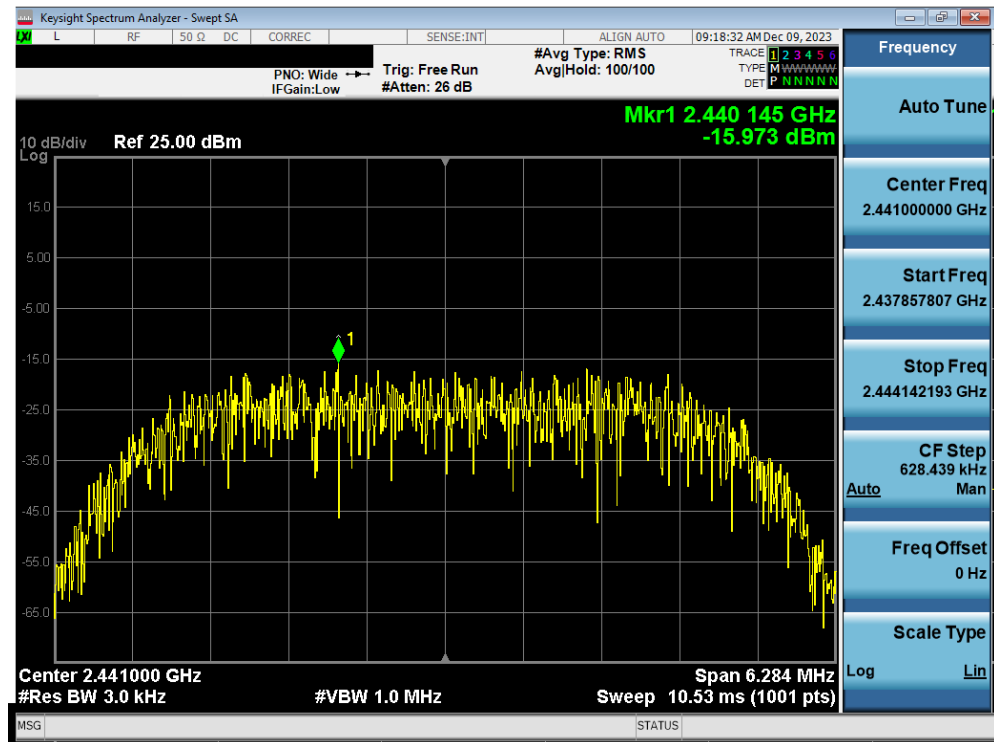 Keysight Spectrum Analyzer - Swept SA
LXI L RF 50 Ω DC CORREC SENSE:INT ALIGN AUTO 09:18:32 AM Dec 09, 2023
PNO: Wide
IFGain:Low
Trig: Free Run
#Atten: 26 dB
#Avg Type: RMS
Avg|Hold: 100/100
TRACE 1 2 3 4 5 6
TYPE M W W W W W
DET P N N N N N
Mkr1 2.440 145 GHz
-15.973 dBm
10 dB/div Ref 25.00 dBm
Log
15.0
5.00
-5.00
-15.0
-25.0
-35.0
-45.0
-55.0
-65.0
1
Center 2.441000 GHz Span 6.284 MHz
#Res BW 3.0 kHz #VBW 1.0 MHz Sweep 10.53 ms (1001 pts)
MSG STATUS
Frequency
Auto Tune
Center Freq
2.441000000 GHz
Start Freq
2.437857807 GHz
Stop Freq
2.444142193 GHz
CF Step
628.439 kHz
Auto Man
Freq Offset
0 Hz
Scale Type
Log Lin